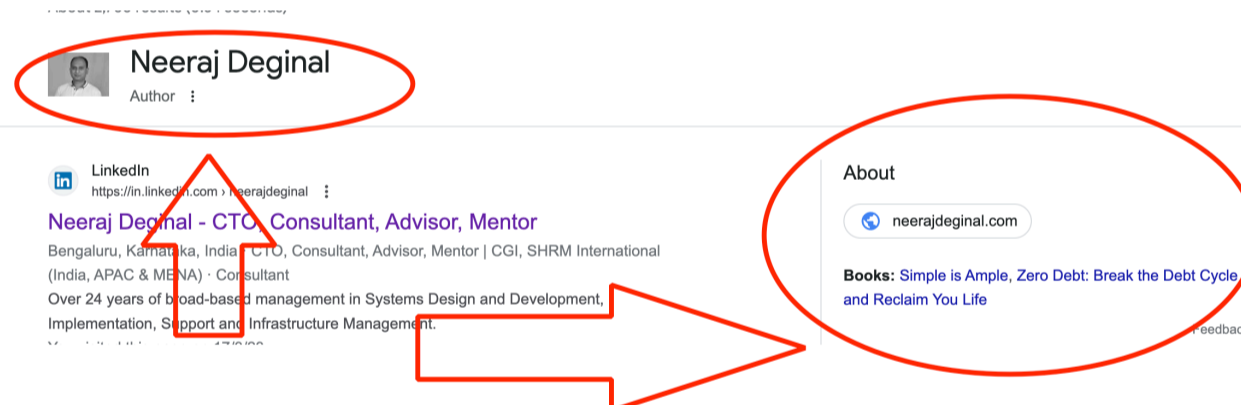 Neeraj Deginal
Author
LinkedIn
https://in.linkedin.com › neerajdeginal
Neeraj Deginal - CTO, Consultant, Advisor, Mentor
Bengaluru, Karnataka, India · CTO, Consultant, Advisor, Mentor | CGI, SHRM International
(India, APAC & MENA) · Consultant
Over 24 years of broad-based management in Systems Design and Development,
Implementation, Support and Infrastructure Management.
About
neerajdeginal.com
Books: Simple is Ample, Zero Debt: Break the Debt Cycle
and Reclaim You Life